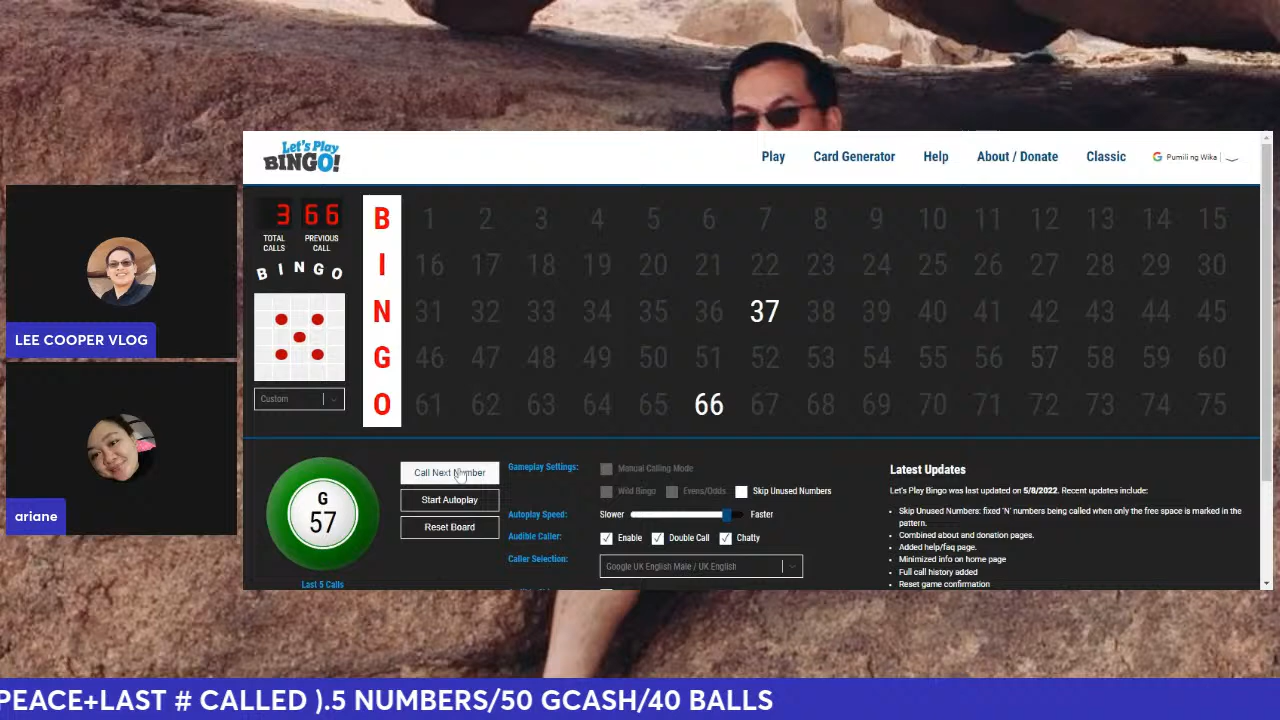 Let's Play
BINGO!
Play
Card Generator
Help
About / Donate
Classic
G Pumili ng Wika
3 66
TOTAL CALLS
PREVIOUS CALL
B I N G O
Custom
B 1 2 3 4 5 6 7 8 9 10 11 12 13 14 15
I 16 17 18 19 20 21 22 23 24 25 26 27 28 29 30
N 31 32 33 34 35 36 37 38 39 40 41 42 43 44 45
G 46 47 48 49 50 51 52 53 54 55 56 57 58 59 60
O 61 62 63 64 65 66 67 68 69 70 71 72 73 74 75
LEE COOPER VLOG
ariane
G
57
Last 5 Calls
Call Next Number
Start Autoplay
Reset Board
Gameplay Settings:
Manual Calling Mode
Wild Bingo
Evens/Odds
Skip Unused Numbers
Autoplay Speed:
Slower
Faster
Audible Caller:
Enable
Double Call
Chatty
Caller Selection:
Google UK English Male / UK English
Latest Updates
Let's Play Bingo was last updated on 5/8/2022. Recent updates include:
Skip Unused Numbers: fixed 'N' numbers being called when only the free space is marked in the
pattern.
Combined about and donation pages.
Added help/faq page.
Minimized info on home page
Full call history added
Reset game confirmation
PEACE+LAST # CALLED ).5 NUMBERS/50 GCASH/40 BALLS